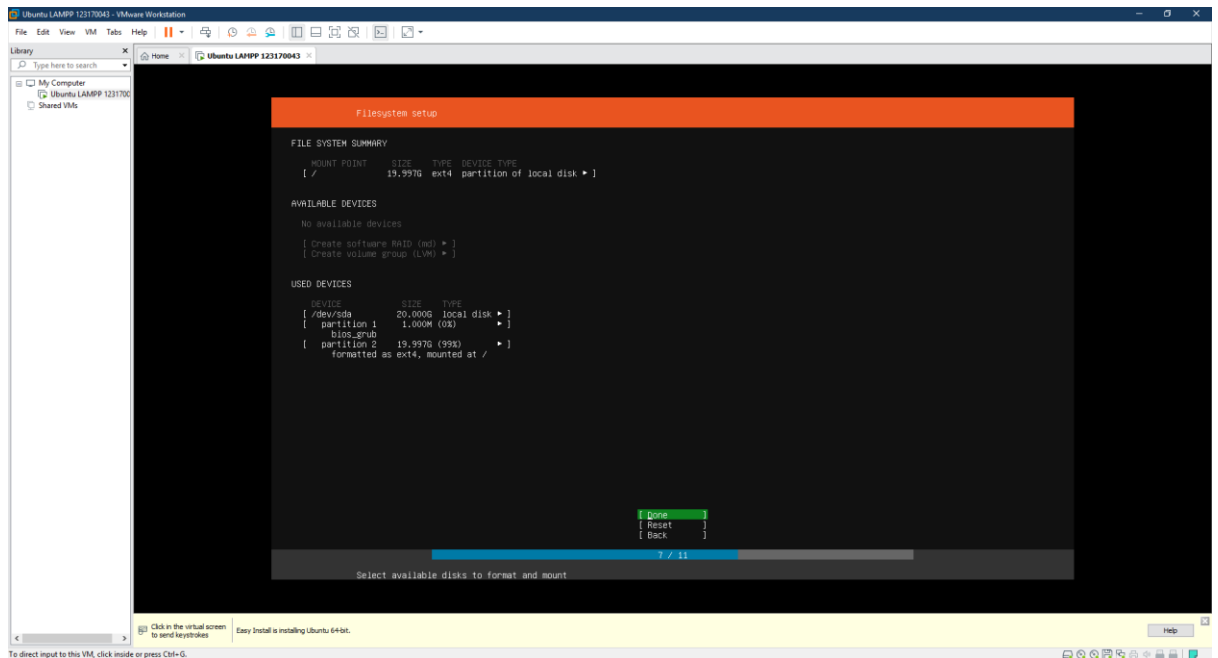 Ubuntu LAMPP 123170043 - VMware Workstation
File Edit View VM Tabs Help
Library
Home
Ubuntu LAMPP 123170043
Type here to search
My Computer
Ubuntu LAMPP 1231700
Shared VMs
Filesystem setup
FILE SYSTEM SUMMARY
MOUNT POINT SIZE TYPE DEVICE TYPE
[ / 19.997G ext4 partition of local disk ▸ ]
AVAILABLE DEVICES
No available devices
[ Create software RAID (md) ▸ ]
[ Create volume group (LVM) ▸ ]
USED DEVICES
DEVICE SIZE TYPE
[ /dev/sda 20.000G local disk ▸ ]
[ partition 1 1.000M (0%) ▸ ]
bios_grub
[ partition 2 19.997G (99%) ▸ ]
formatted as ext4, mounted at /
[ Done ]
[ Reset ]
[ Back ]
7 / 11
Select available disks to format and mount
Click in the virtual screen
to send keystrokes
Easy Install is installing Ubuntu 64-bit.
Help
To direct input to this VM, click inside or press Ctrl+G.